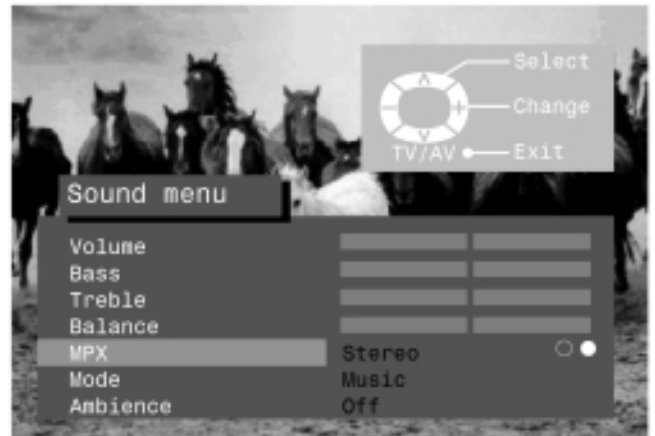 Select
Change
TV/AV Exit
Sound menu
Volume
Bass
Treble
Balance
MPX Stereo
Mode Music
Ambience Off